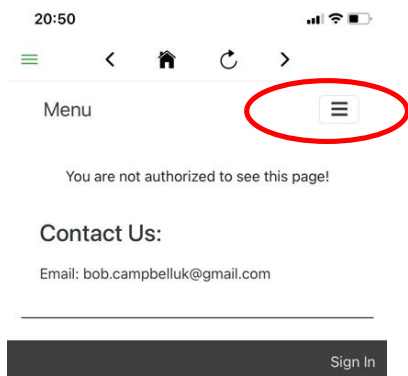 20:50
Menu
You are not authorized to see this page!
Contact Us:
Email: bob.campbelluk@gmail.com
Sign In